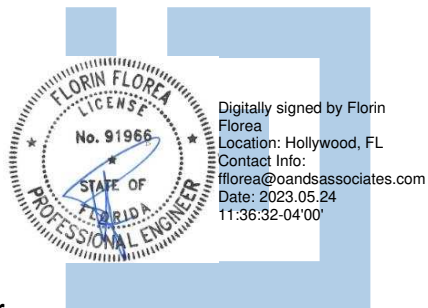 FLORIN FLOREA
LICENSE
No. 91966
STATE OF
FLORIDA
PROFESSIONAL ENGINEER
Digitally signed by Florin
Florea
Location: Hollywood, FL
Contact Info:
fflorea@oandsassociates.com
Date: 2023.05.24
11:36:32-04'00'